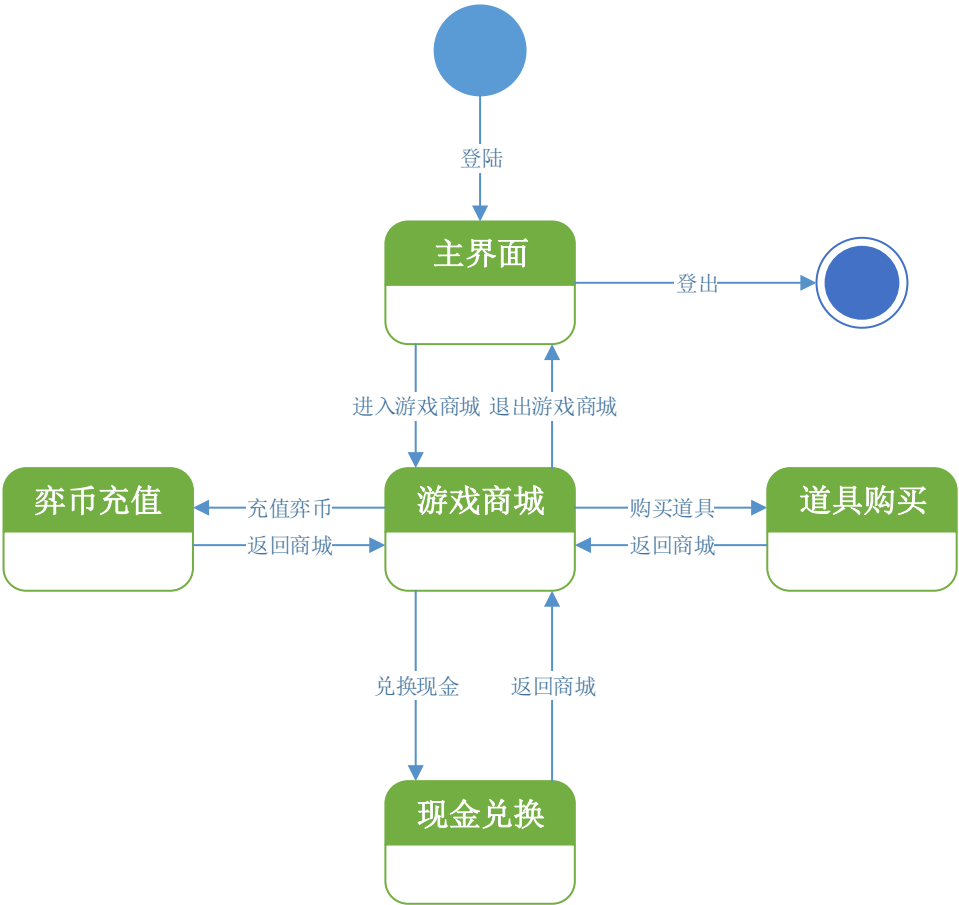 登陆
主界面
登出
进入游戏商城
退出游戏商城
弈币充值
充值弈币
返回商城
游戏商城
购买道具
返回商城
道具购买
兑换现金
返回商城
现金兑换